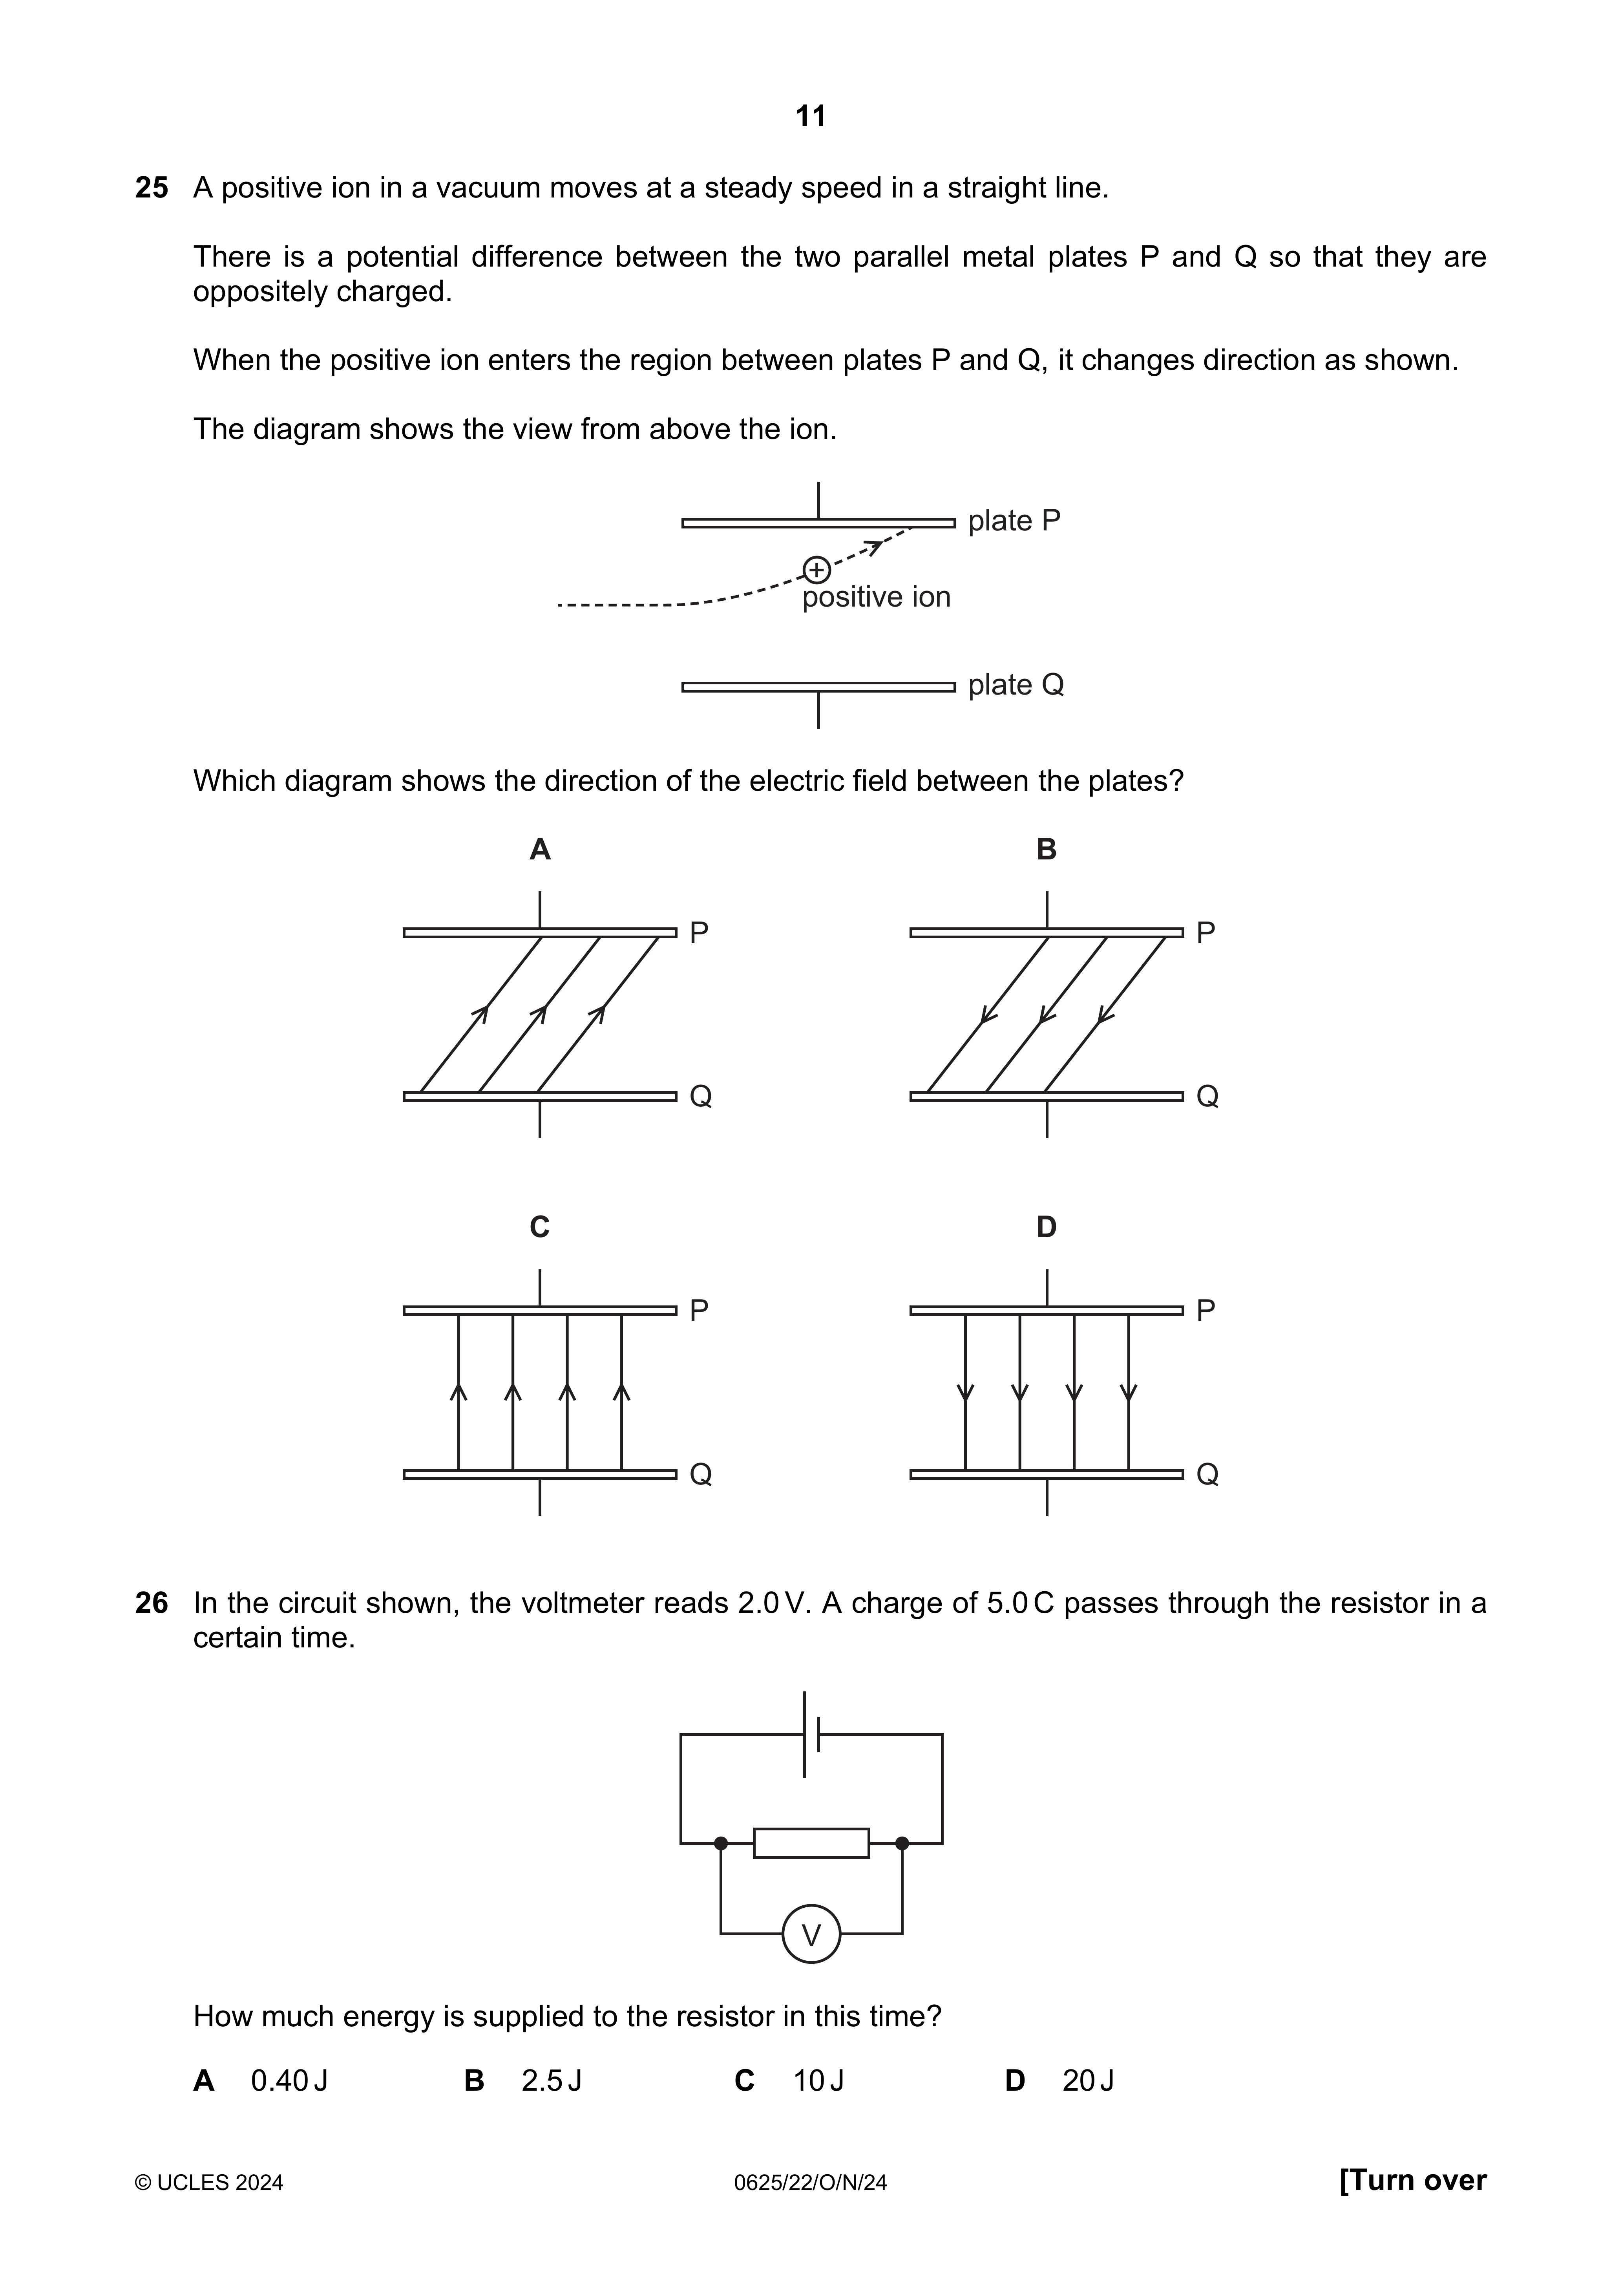 11
25 A positive ion in a vacuum moves at a steady speed in a straight line.
There is a potential difference between the two parallel metal plates P and Q so that they are
oppositely charged.
When the positive ion enters the region between plates P and Q, it changes direction as shown.
The diagram shows the view from above the ion.
plate P
+
positive ion
plate Q
Which diagram shows the direction of the electric field between the plates?
A B
P P
Q Q
C D
P P
Q Q
26 In the circuit shown, the voltmeter reads 2.0 V. A charge of 5.0 C passes through the resistor in a
certain time.
V
How much energy is supplied to the resistor in this time?
A 0.40 J B 2.5 J C 10 J D 20 J
© UCLES 2024 0625/22/O/N/24 [Turn over